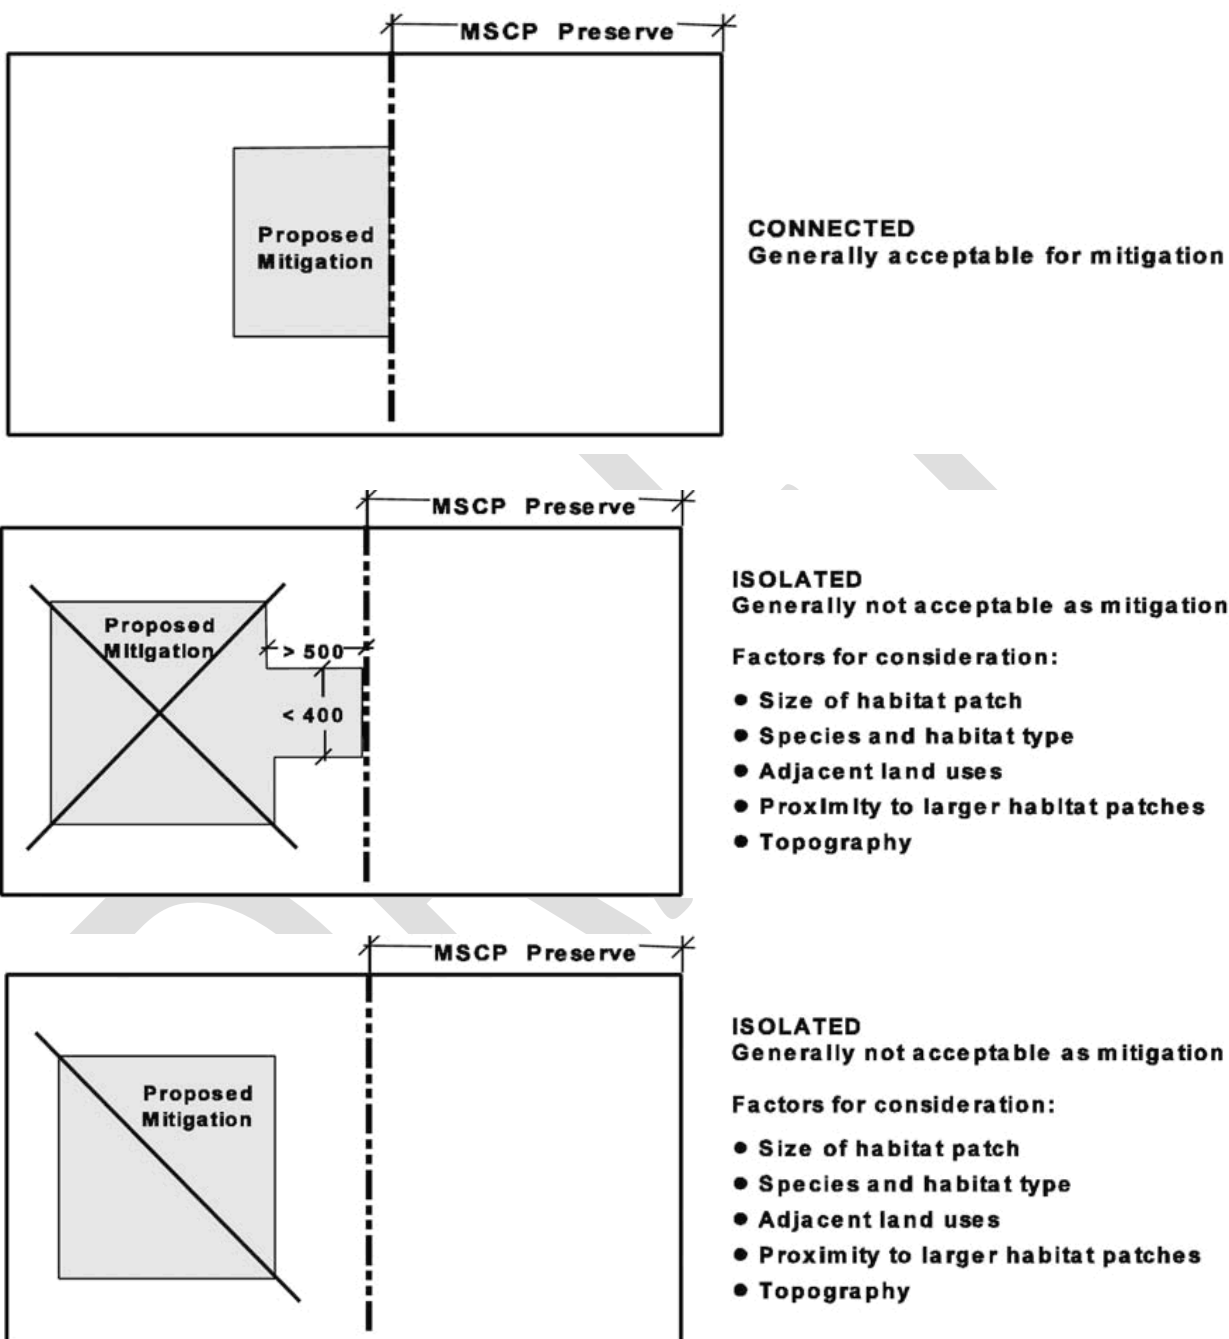 MSCP Preserve
Proposed
Mitigation
CONNECTED
Generally acceptable for mitigation
MSCP Preserve
Proposed
Mitigation
> 500
< 400
ISOLATED
Generally not acceptable as mitigation
Factors for consideration:
● Size of habitat patch
● Species and habitat type
● Adjacent land uses
● Proximity to larger habitat patches
● Topography
MSCP Preserve
Proposed
Mitigation
ISOLATED
Generally not acceptable as mitigation
Factors for consideration:
● Size of habitat patch
● Species and habitat type
● Adjacent land uses
● Proximity to larger habitat patches
● Topography